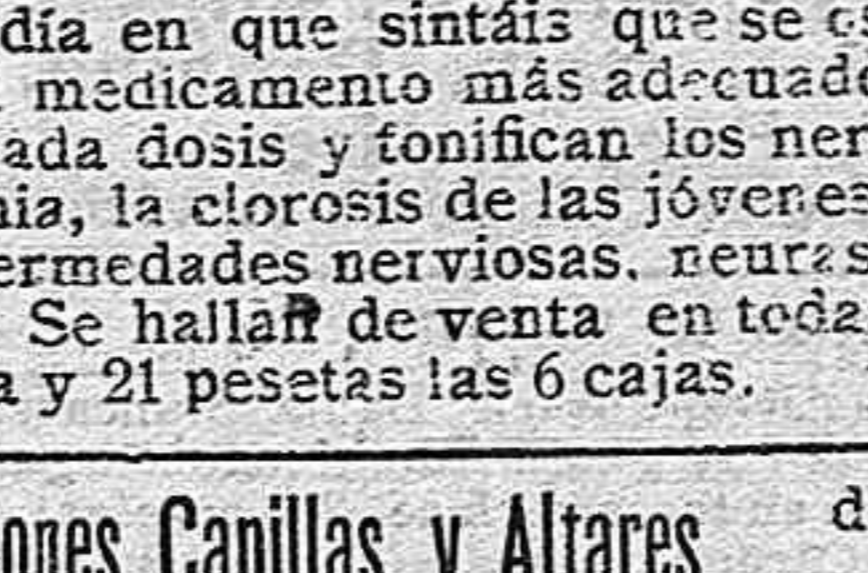 día en que sintáis que se
medicamento más adecuado
ada dosis y tonifican los ner
nia, la clorosis de las jóvenes
ermedades nerviosas, neuras
Se hallan de venta en toda
a y 21 pesetas las 6 cajas.
ones Capillas y Altares
d